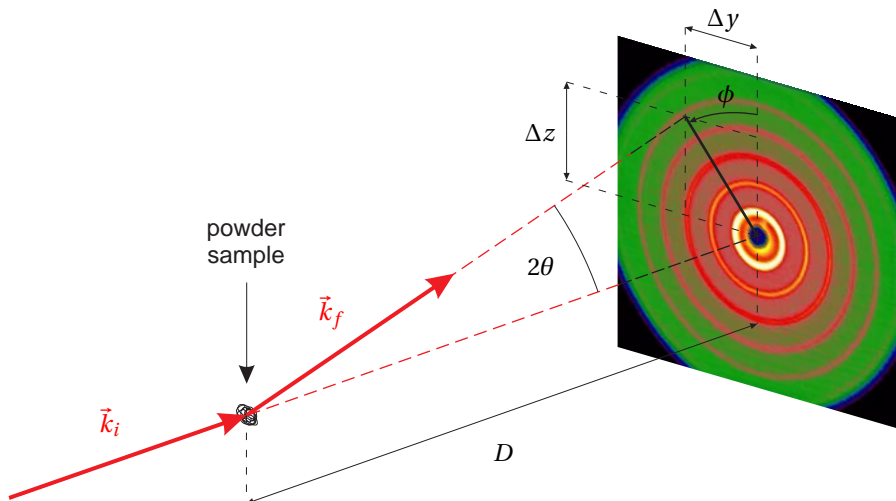 Δy
ϕ
Δz
powder
sample
2θ
k⃗f
k⃗i
D